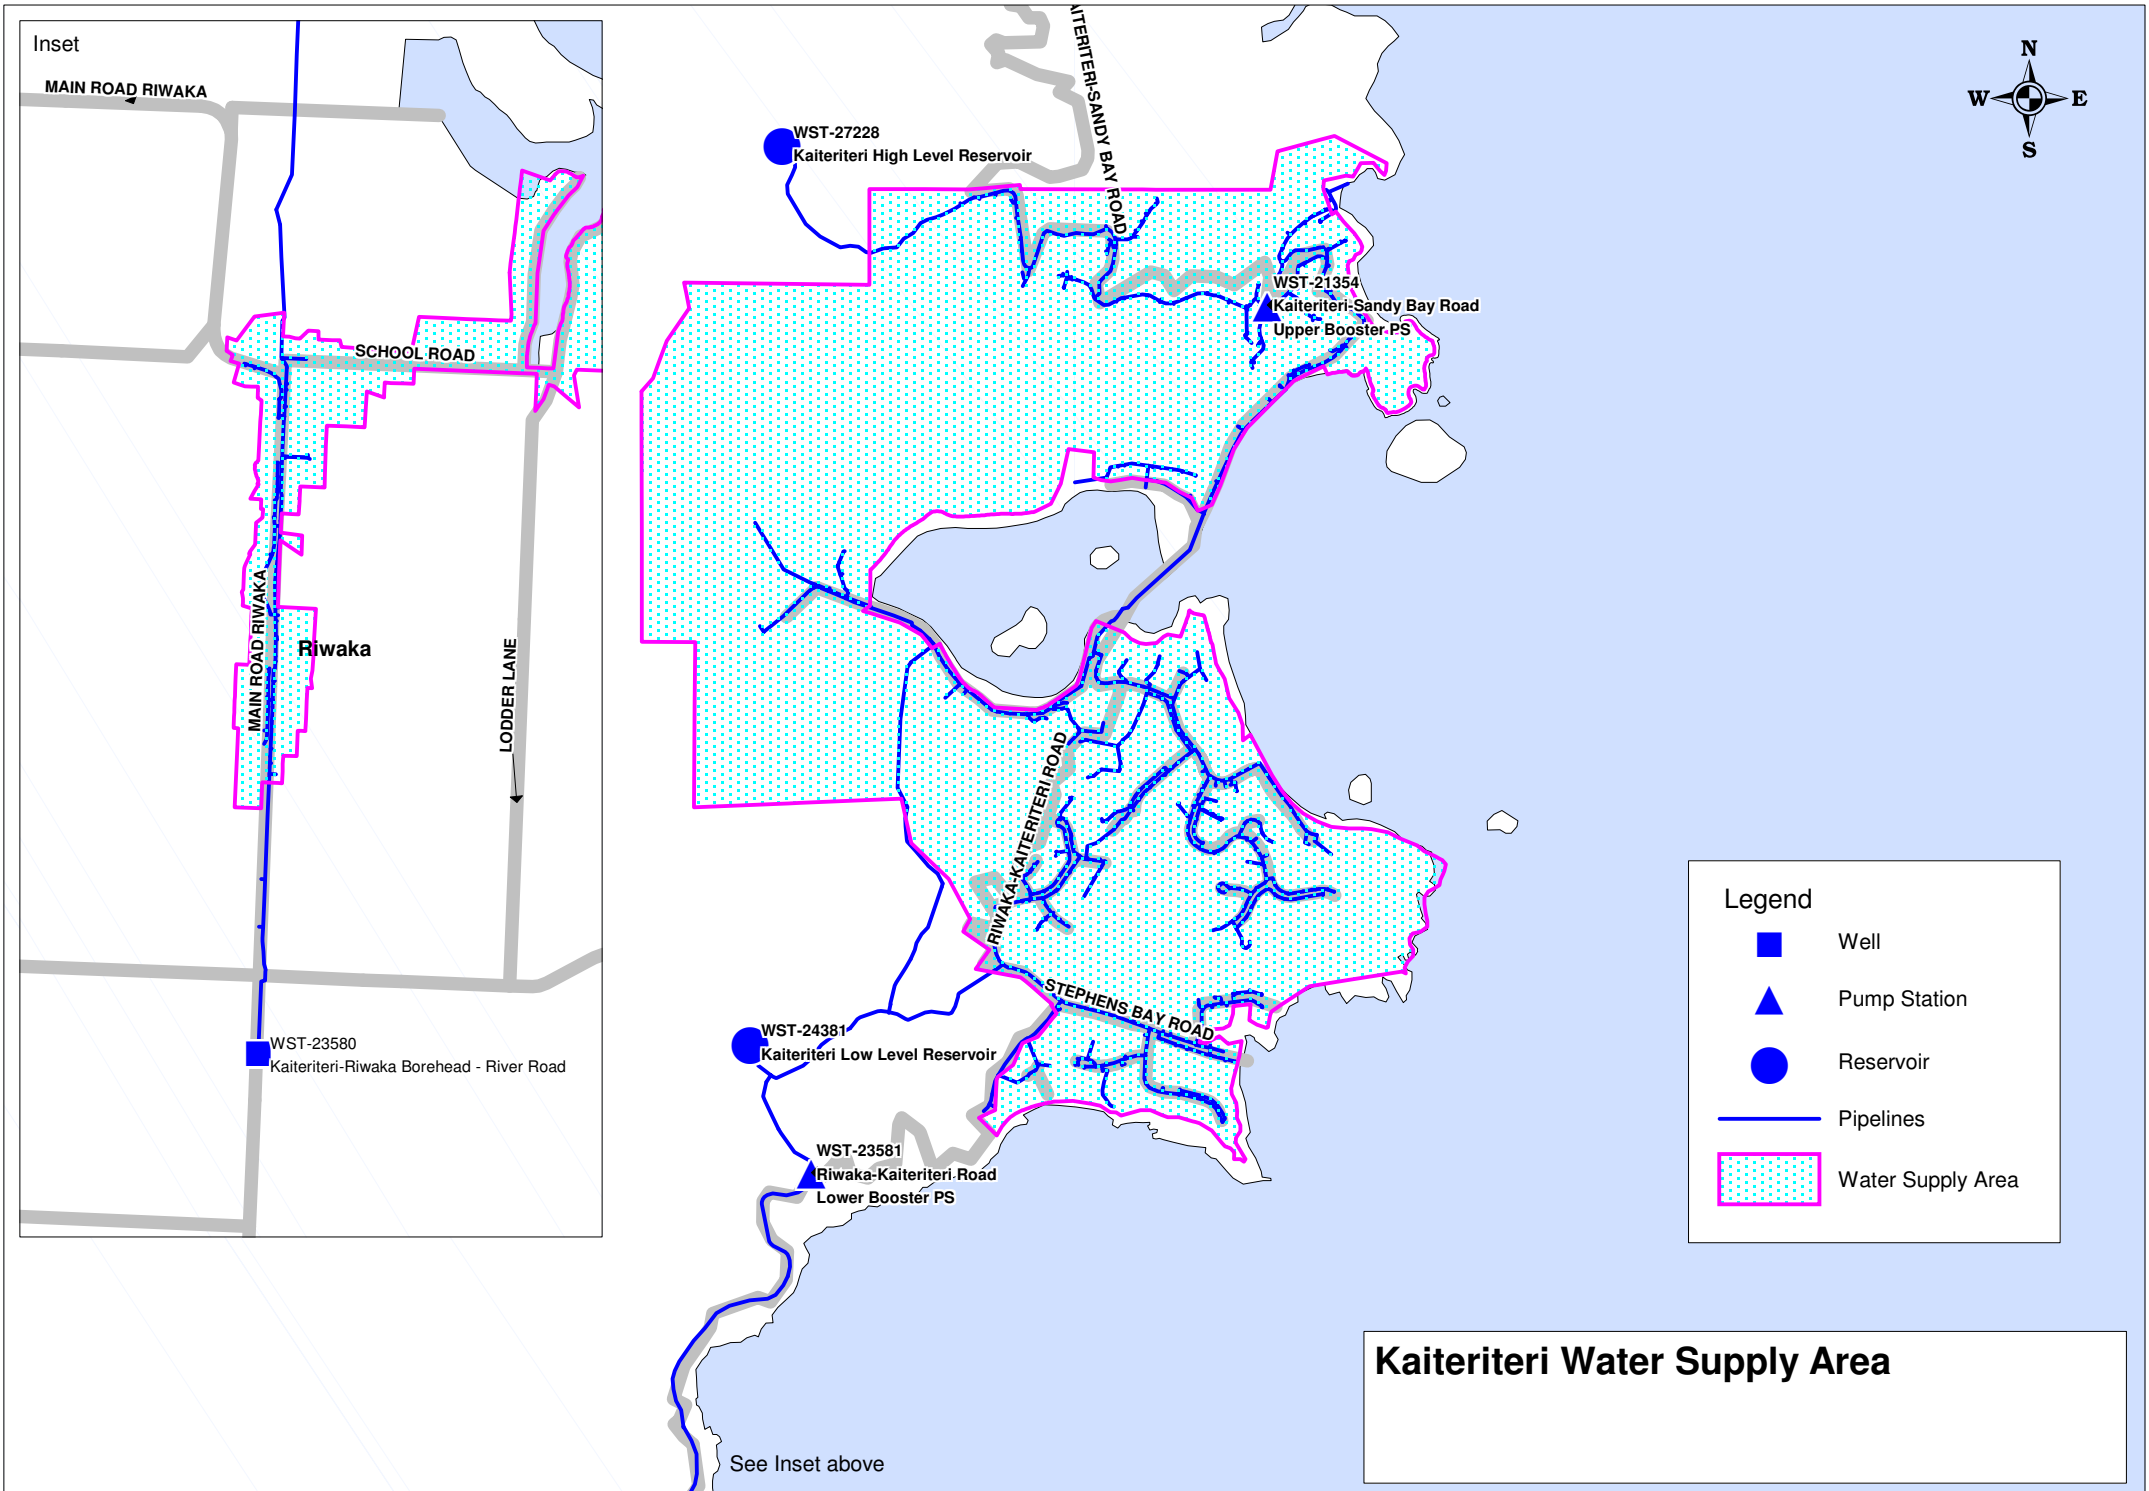 Inset
MAIN ROAD RIWAKA
SCHOOL ROAD
MAIN ROAD RIWAKA
Riwaka
LODDER LANE
WST-23580
Kaiteriteri-Riwaka Borehead - River Road
WST-27228
Kaiteriteri High Level Reservoir
AITERITERI-SANDY BAY ROAD
N
W
E
S
WST-21354
Kaiteriteri-Sandy Bay Road
Upper Booster PS
RIWAKA-KAITERITERI ROAD
STEPHENS BAY ROAD
WST-24381
Kaiteriteri Low Level Reservoir
WST-23581
Riwaka-Kaiteriteri Road
Lower Booster PS
See Inset above
Legend
Well
Pump Station
Reservoir
Pipelines
Water Supply Area
Kaiteriteri Water Supply Area